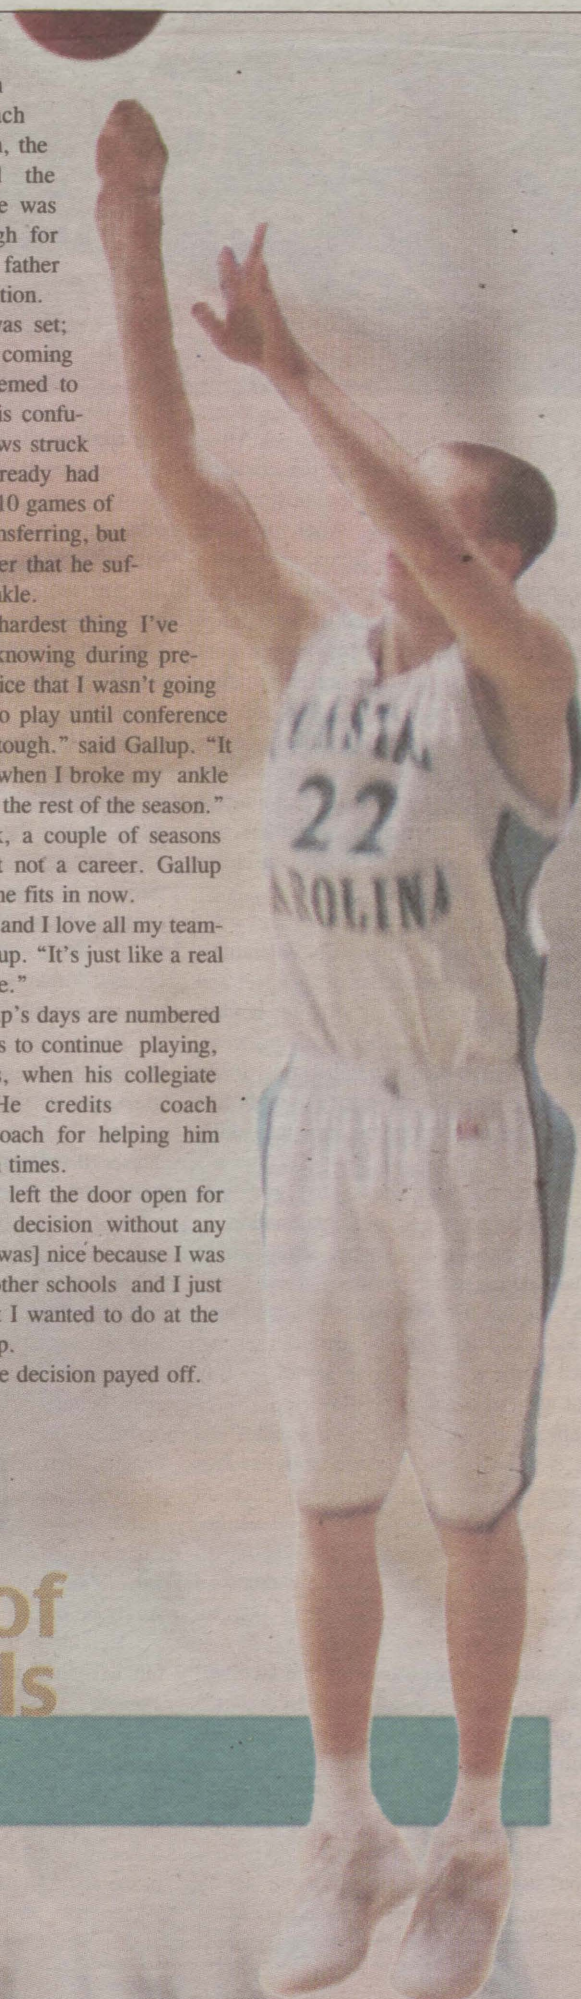 ch
, the
the
e was
gh for
father
tion.
as set;
coming
emed to
is confu-
ws struck
ready had
10 games of
nsferring, but
er that he suf-
kle.
hardest thing I've
knowing during pre-
ice that I wasn't going
o play until conference
tough." said Gallup. "It
when I broke my ankle
the rest of the season."
, a couple of seasons
t not a career. Gallup
he fits in now.
and I love all my team-
up. "It's just like a real
e."
p's days are numbered
s to continue playing,
, when his collegiate
He credits coach
oach for helping him
times.
left the door open for
decision without any
was] nice because I was
other schools and I just
t I wanted to do at the
p.
e decision payed off.
EAST
22
CAROLINA
of
ls